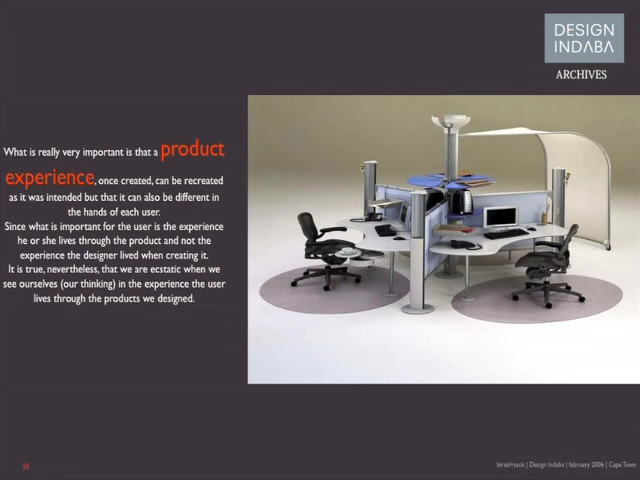 DESIGN
INDABA
ARCHIVES
What is really very important is that a product
experience, once created, can be recreated
as it was intended but that it can also be different in
the hands of each user.
Since what is important for the user is the experience
he or she lives through the product and not the
experience the designer lived when creating it.
It is true, nevertheless, that we are ecstatic when we
see ourselves (our thinking) in the experience the user
lives through the products we designed.
| Design Indaba | february 2006 | Cape Town